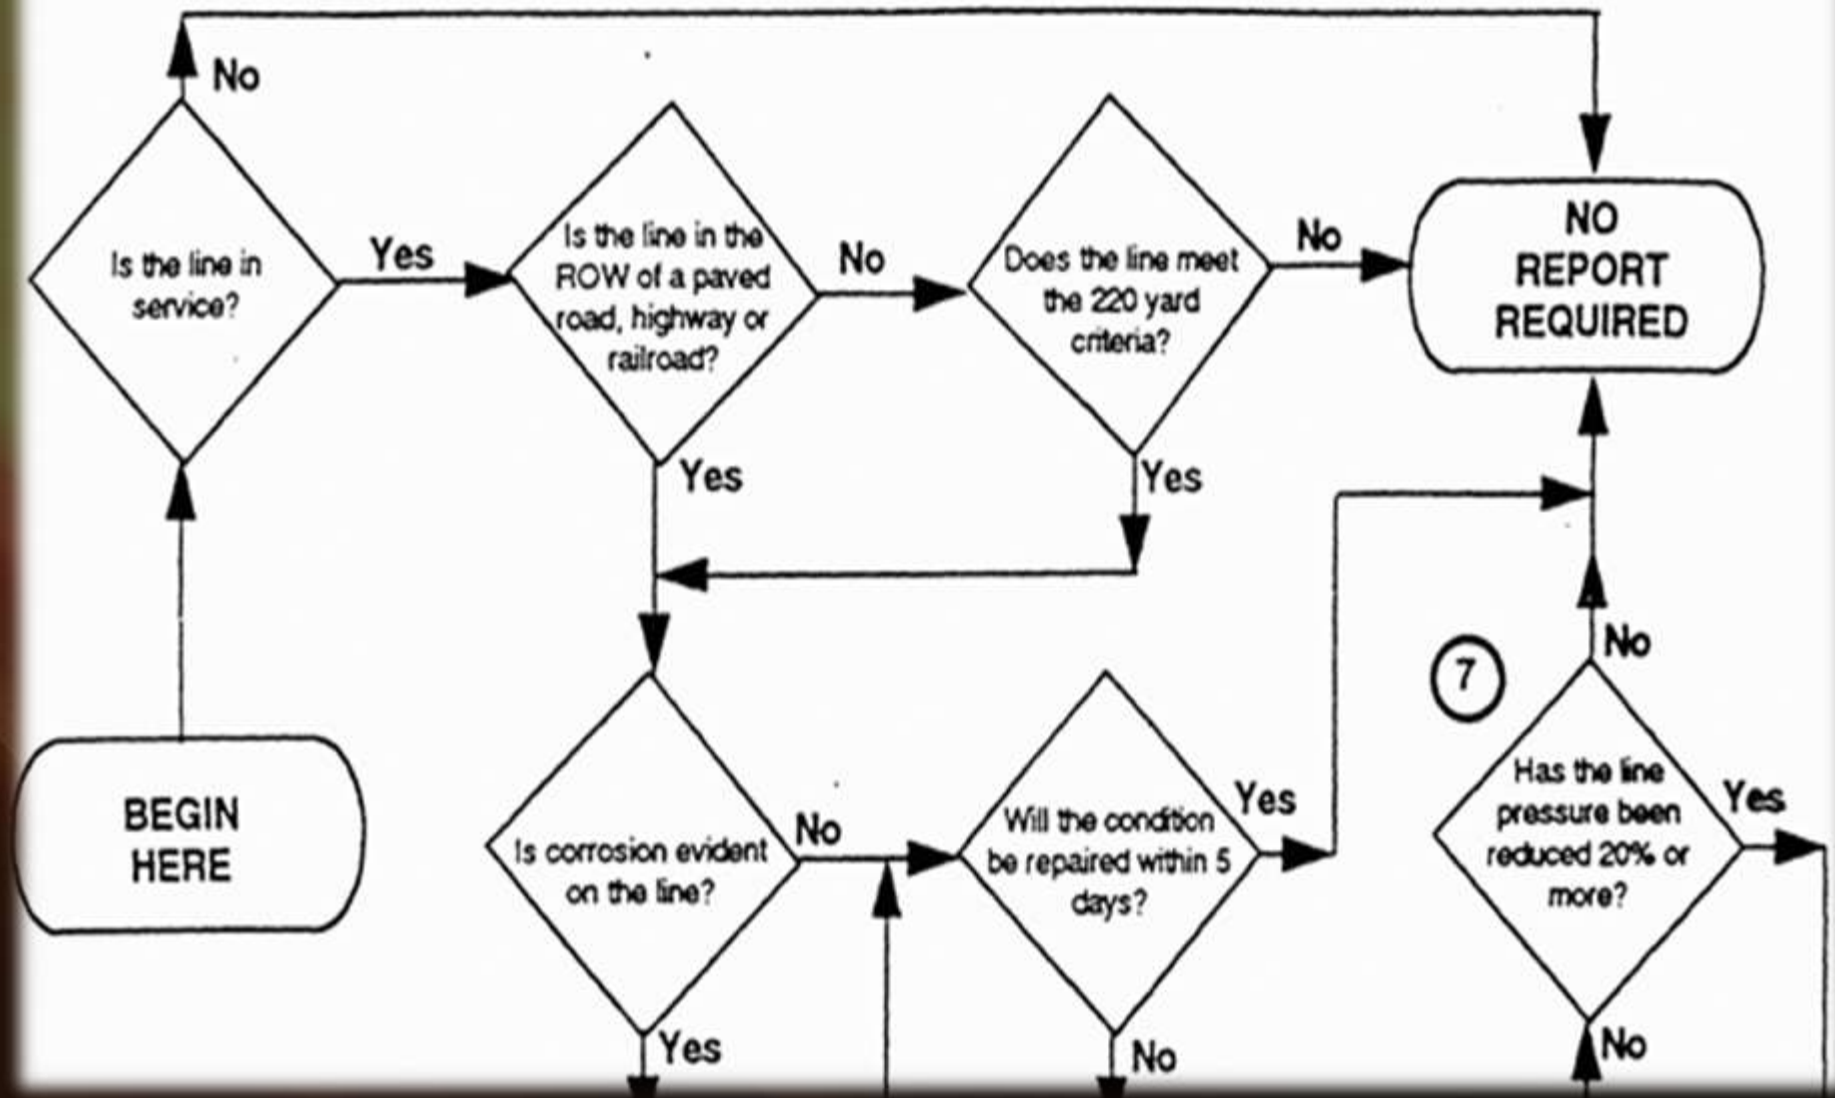 No
Is the line in
service?
Yes
Is the line in the
ROW of a paved
road, highway or
railroad?
No
Does the line meet
the 220 yard
criteria?
No
NO
REPORT
REQUIRED
Yes
Yes
BEGIN
HERE
Is corrosion evident
on the line?
No
Will the condition
be repaired within 5
days?
Yes
7
No
Has the line
pressure been
reduced 20% or
more?
Yes
Yes
No
No